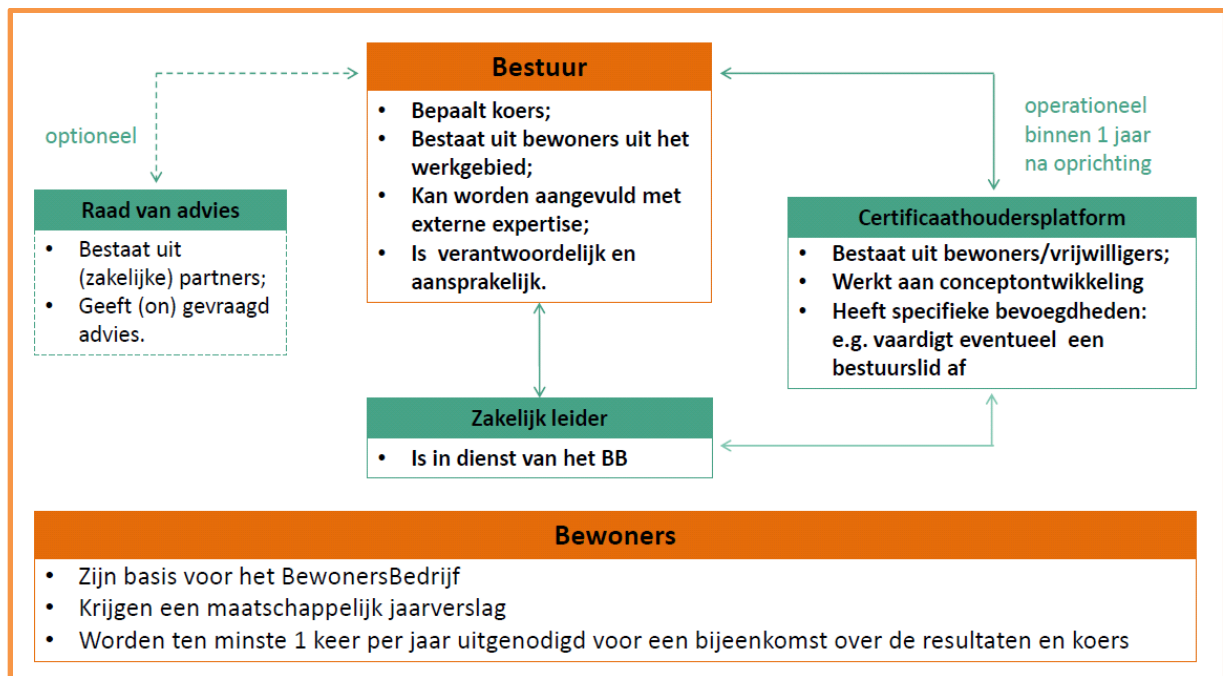 Bestuur
• Bepaalt koers;
• Bestaat uit bewoners uit het
werkgebied;
• Kan worden aangevuld met
externe expertise;
• Is verantwoordelijk en
aansprakelijk.
optioneel
operationeel
binnen 1 jaar
na oprichting
Raad van advies
• Bestaat uit
(zakelijke) partners;
• Geeft (on) gevraagd
advies.
Certificaathoudersplatform
• Bestaat uit bewoners/vrijwilligers;
• Werkt aan conceptontwikkeling
• Heeft specifieke bevoegdheden:
e.g. vaardigt eventueel een
bestuurslid af
Zakelijk leider
• Is in dienst van het BB
Bewoners
• Zijn basis voor het BewonersBedrijf
• Krijgen een maatschappelijk jaarverslag
• Worden ten minste 1 keer per jaar uitgenodigd voor een bijeenkomst over de resultaten en koers